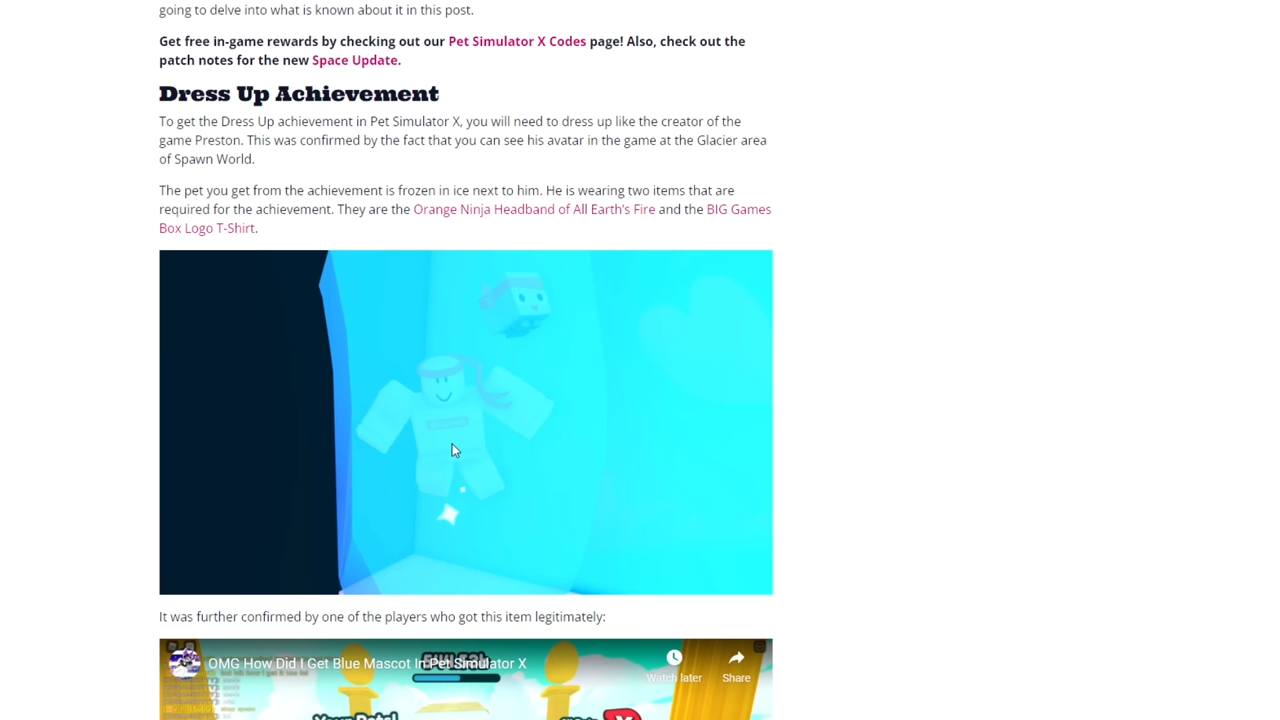 going to delve into what is known about it in this post.
Get free in-game rewards by checking out our Pet Simulator X Codes page! Also, check out the
patch notes for the new Space Update.
Dress Up Achievement
To get the Dress Up achievement in Pet Simulator X, you will need to dress up like the creator of the
game Preston. This was confirmed by the fact that you can see his avatar in the game at the Glacier area
of Spawn World.
The pet you get from the achievement is frozen in ice next to him. He is wearing two items that are
required for the achievement. They are the Orange Ninja Headband of All Earth's Fire and the BIG Games
Box Logo T-Shirt.
It was further confirmed by one of the players who got this item legitimately:
OMG How Did I Get Blue Mascot In Pet Simulator X
Watch later
Share
Your Pets!